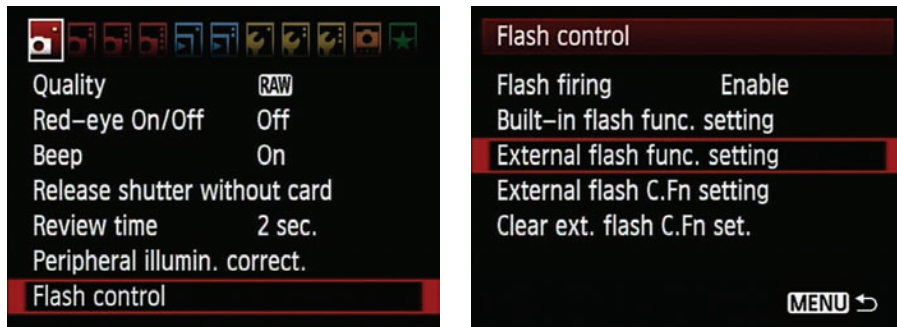 Quality RAW
Red-eye On/Off Off
Beep On
Release shutter without card
Review time 2 sec.
Peripheral illumin. correct.
Flash control
Flash control
Flash firing Enable
Built-in flash func. setting
External flash func. setting
External flash C.Fn setting
Clear ext. flash C.Fn set.
MENU